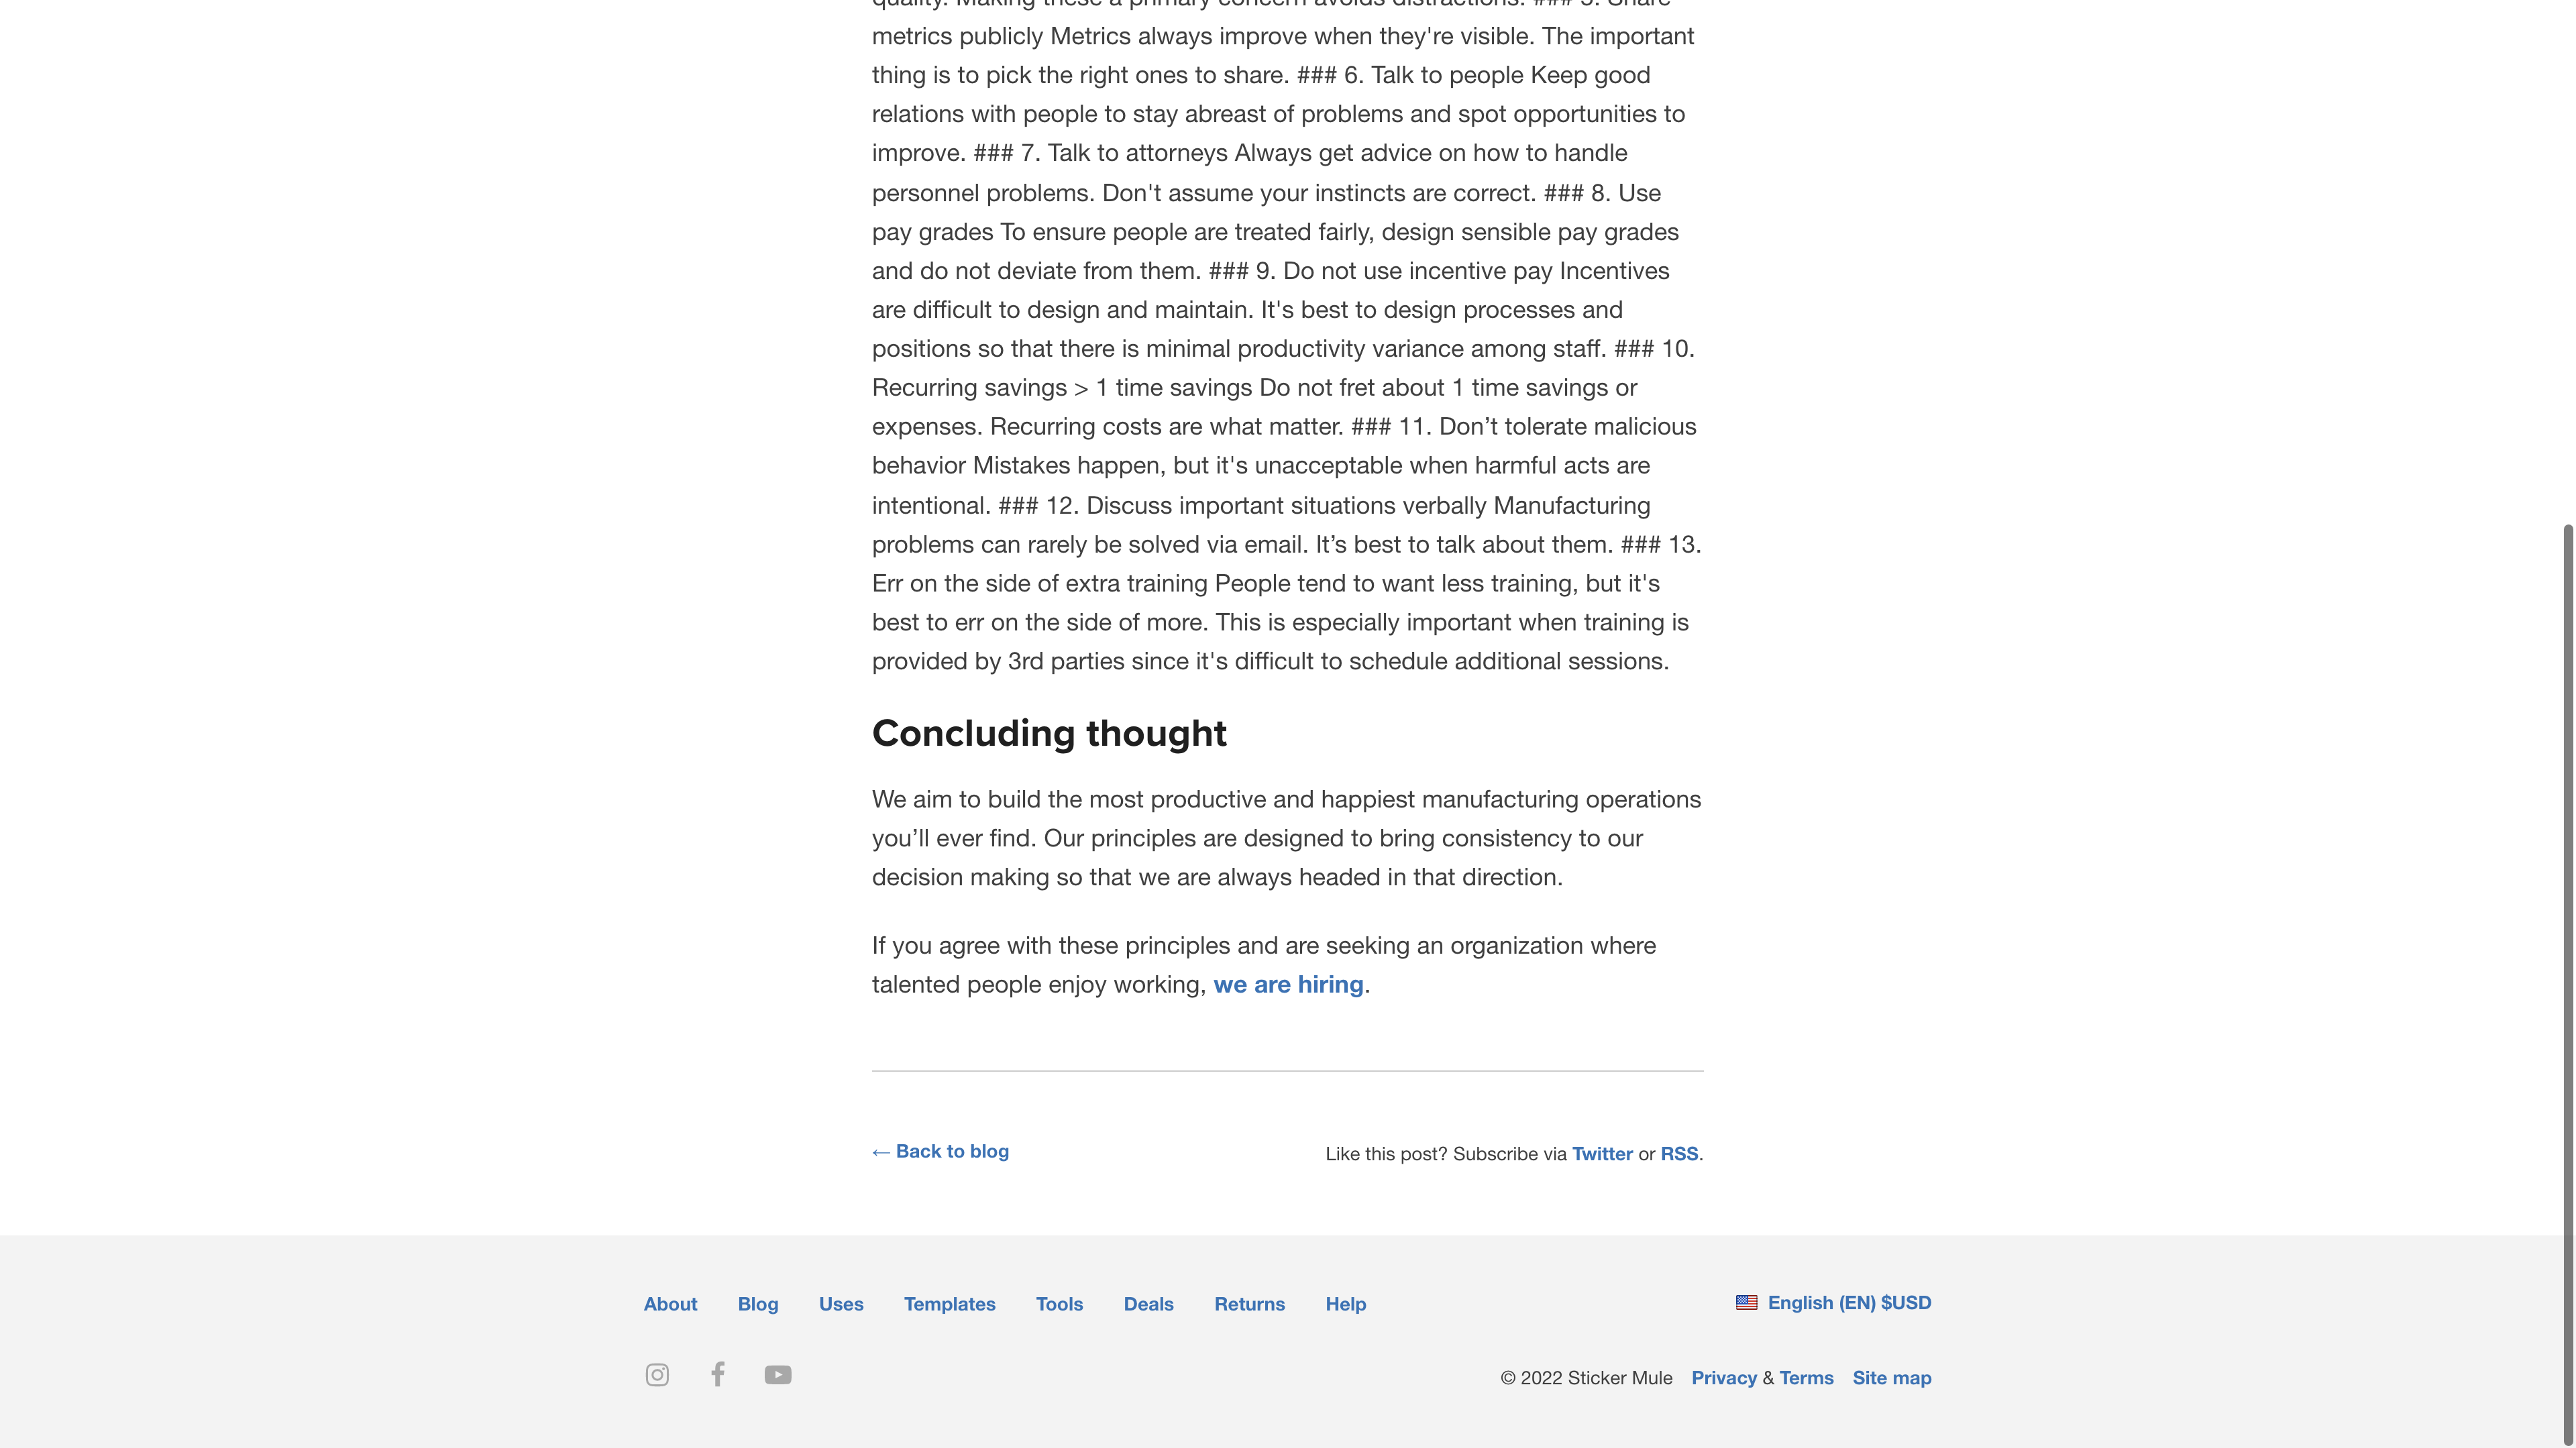 quality. Making these a primary concern avoids distractions. ### 5. Share
metrics publicly Metrics always improve when they're visible. The important
thing is to pick the right ones to share. ### 6. Talk to people Keep good
relations with people to stay abreast of problems and spot opportunities to
improve. ### 7. Talk to attorneys Always get advice on how to handle
personnel problems. Don't assume your instincts are correct. ### 8. Use
pay grades To ensure people are treated fairly, design sensible pay grades
and do not deviate from them. ### 9. Do not use incentive pay Incentives
are difficult to design and maintain. It's best to design processes and
positions so that there is minimal productivity variance among staff. ### 10.
Recurring savings > 1 time savings Do not fret about 1 time savings or
expenses. Recurring costs are what matter. ### 11. Don’t tolerate malicious
behavior Mistakes happen, but it's unacceptable when harmful acts are
intentional. ### 12. Discuss important situations verbally Manufacturing
problems can rarely be solved via email. It’s best to talk about them. ### 13.
Err on the side of extra training People tend to want less training, but it's
best to err on the side of more. This is especially important when training is
provided by 3rd parties since it's difficult to schedule additional sessions.
Concluding thought
We aim to build the most productive and happiest manufacturing operations
you’ll ever find. Our principles are designed to bring consistency to our
decision making so that we are always headed in that direction.
If you agree with these principles and are seeking an organization where
talented people enjoy working, we are hiring.
← Back to blog
Like this post? Subscribe via Twitter or RSS.
About Blog Uses Templates Tools Deals Returns Help
English (EN) $USD
© 2022 Sticker Mule Privacy & Terms Site map